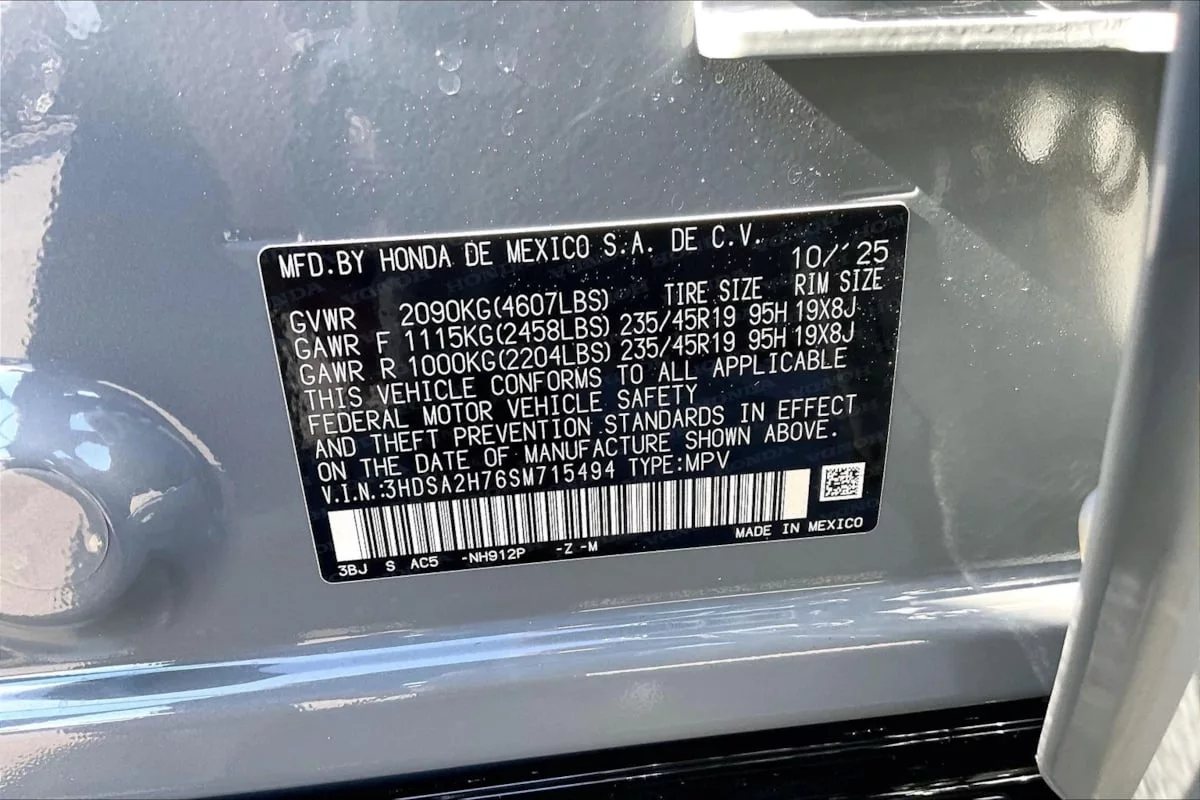 MFD.BY HONDA DE MEXICO S.A. DE C.V. 10/'25
TIRE SIZE RIM SIZE
GVWR 2090KG(4607LBS)
GAWR F 1115KG(2458LBS) 235/45R19 95H 19X8J
GAWR R 1000KG(2204LBS) 235/45R19 95H 19X8J
THIS VEHICLE CONFORMS TO ALL APPLICABLE
FEDERAL MOTOR VEHICLE SAFETY
AND THEFT PREVENTION STANDARDS IN EFFECT
ON THE DATE OF MANUFACTURE SHOWN ABOVE.
V.I.N.:3HDSA2H76SM715494 TYPE:MPV
MADE IN MEXICO
3BJ S AC5 -NH912P -Z -M